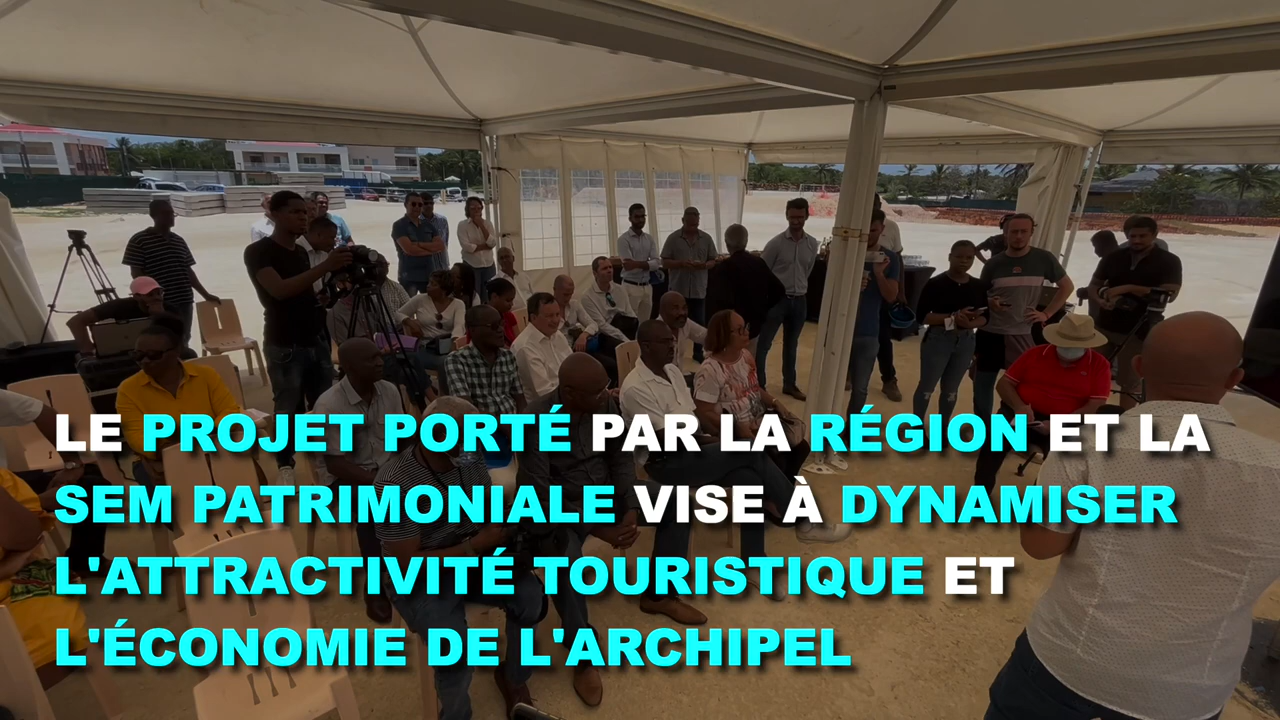 LE PROJET PORTÉ PAR LA RÉGION ET LA
SEM PATRIMONIALE VISE À DYNAMISER
L'ATTRACTIVITÉ TOURISTIQUE ET
L'ÉCONOMIE DE L'ARCHIPEL